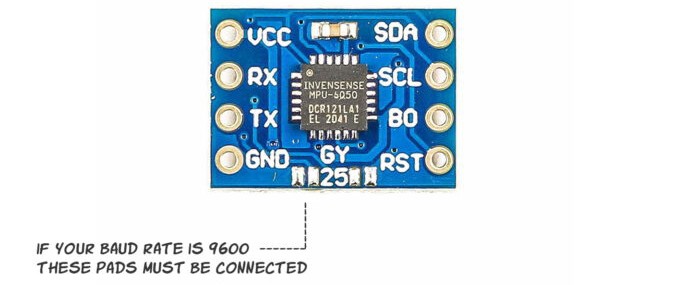 VCC
SDA
RX
SCL
TX
BO
GND
RST
INVENSENSE
MPU-6050
DCR121LA1
EL 2041 E
GY
25
IF YOUR BAUD RATE IS 9600
THESE PADS MUST BE CONNECTED